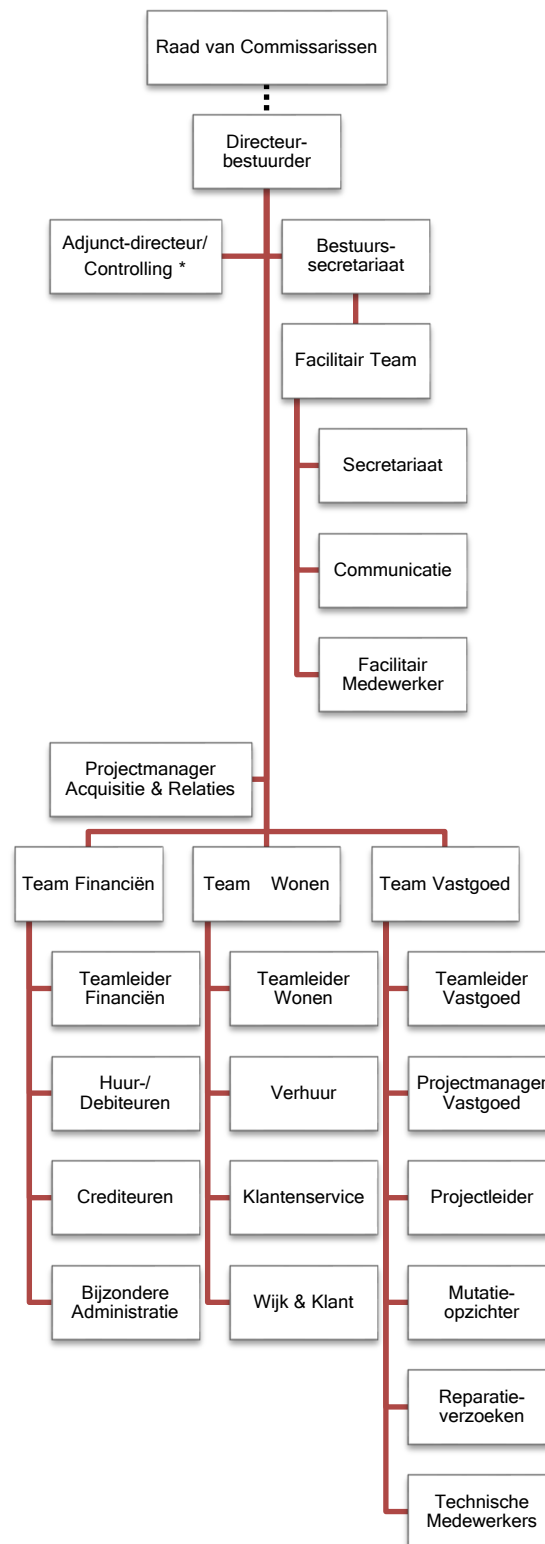 Raad van Commissarissen
Directeur-
bestuurder
Adjunct-directeur/
Controlling *
Bestuurs-
secretariaat
Facilitair Team
Secretariaat
Communicatie
Facilitair
Medewerker
Projectmanager
Acquisitie & Relaties
Team Financiën
Team Wonen
Team Vastgoed
Teamleider
Financiën
Huur-/
Debiteuren
Crediteuren
Bijzondere
Administratie
Teamleider
Wonen
Verhuur
Klantenservice
Wijk & Klant
Teamleider
Vastgoed
Projectmanager
Vastgoed
Projectleider
Mutatie-
opzichter
Reparatie-
verzoeken
Technische
Medewerkers